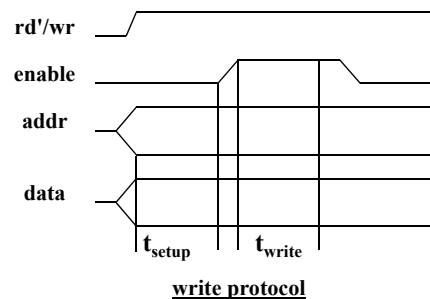 rd'/wr
enable
addr
data
tsetup twrite
write protocol